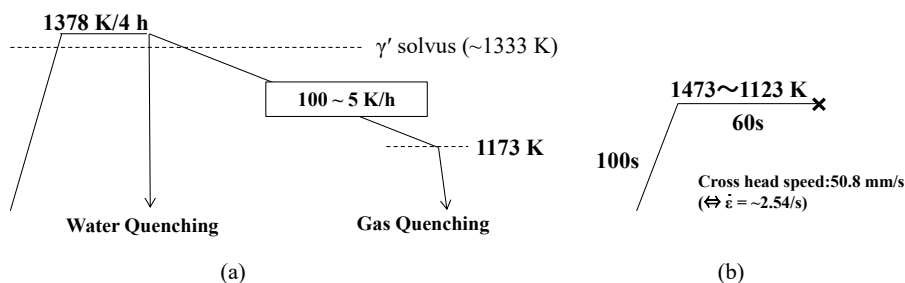 1378 K/4 h
γ′ solvus (~1333 K)
100 ~ 5 K/h
1173 K
Water Quenching
Gas Quenching
(a)
1473～1123 K
60s
100s
Cross head speed:50.8 mm/s
(⇔ ε̇ = ~2.54/s)
(b)